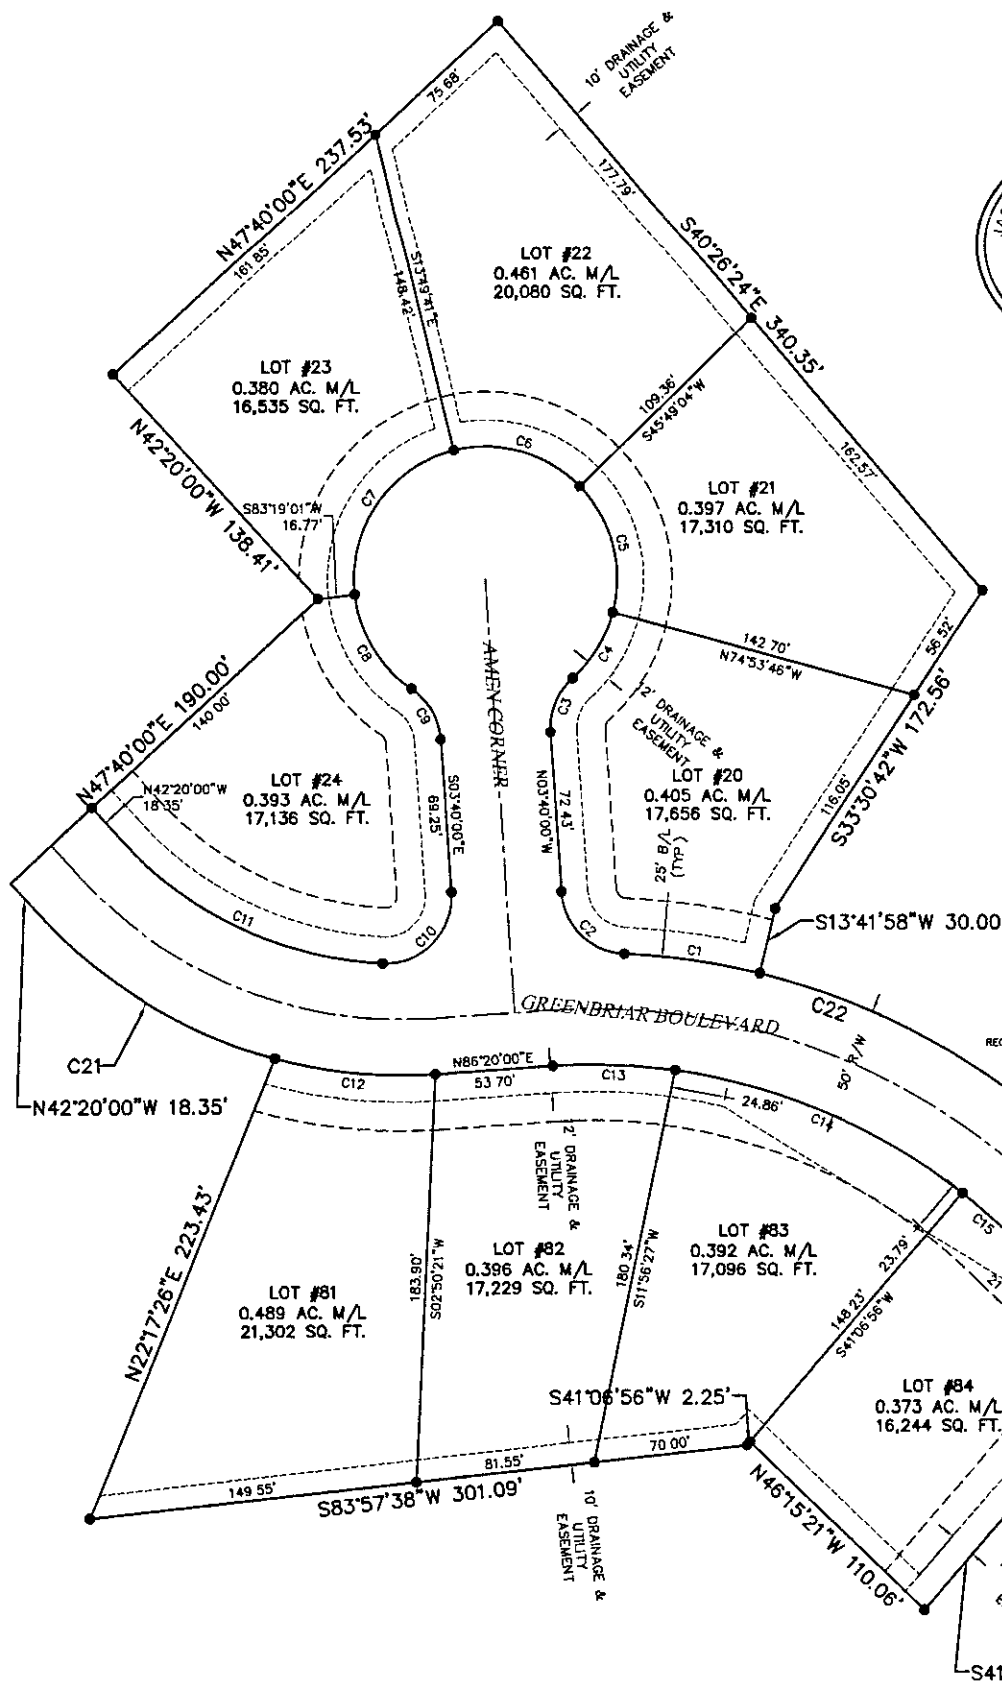 10' DRAINAGE &
UTILITY
EASEMENT
75.68'
N47°40'00"E 237.53'
161.85'
177.79'
S40°26'24"E 340.35'
LOT #22
0.461 AC. M/L
20,080 SQ. FT.
S13°49'41"E
148.42'
LOT #23
0.380 AC. M/L
16,535 SQ. FT.
109.36'
S45°49'04"W
162.57'
N42°20'00"W 138.41'
C6
C7
S83°19'01"W
16.77'
C5
LOT #21
0.397 AC. M/L
17,310 SQ. FT.
142.70'
N74°53'46"W
56.52'
S33°30'42"W 172.56'
116.05'
C8
C4
C9
C3
AMEN CORNER
12' DRAINAGE &
UTILITY
EASEMENT
N47°40'00"E 190.00'
140.00'
N42°20'00"W
18.35'
LOT #24
0.393 AC. M/L
17,136 SQ. FT.
S03°40'00"E
69.25'
N03°40'00"W
72.43'
LOT #20
0.405 AC. M/L
17,656 SQ. FT.
25' B/L
(TYP)
C11
C10
C2
C1
S13°41'58"W 30.00
GREENBRIAR BOULEVARD
C22
REC
50' R/W
C21
N42°20'00"W 18.35'
C12
N86°20'00"E
53.70'
C13
24.86'
C14
C15
12' DRAINAGE &
UTILITY
EASEMENT
N22°17'26"E 223.43'
183.90'
S02°50'21"W
LOT #82
0.396 AC. M/L
17,229 SQ. FT.
180.34'
S11°56'27"W
LOT #83
0.392 AC. M/L
17,096 SQ. FT.
23.79'
148.23'
S41°06'56"W
21
LOT #81
0.489 AC. M/L
21,302 SQ. FT.
S41°06'56"W 2.25'
LOT #84
0.373 AC. M/L
16,244 SQ. FT.
149.55'
81.55'
70.00'
S83°57'38"W 301.09'
10' DRAINAGE &
UTILITY
EASEMENT
N46°15'21"W 110.06'
S41